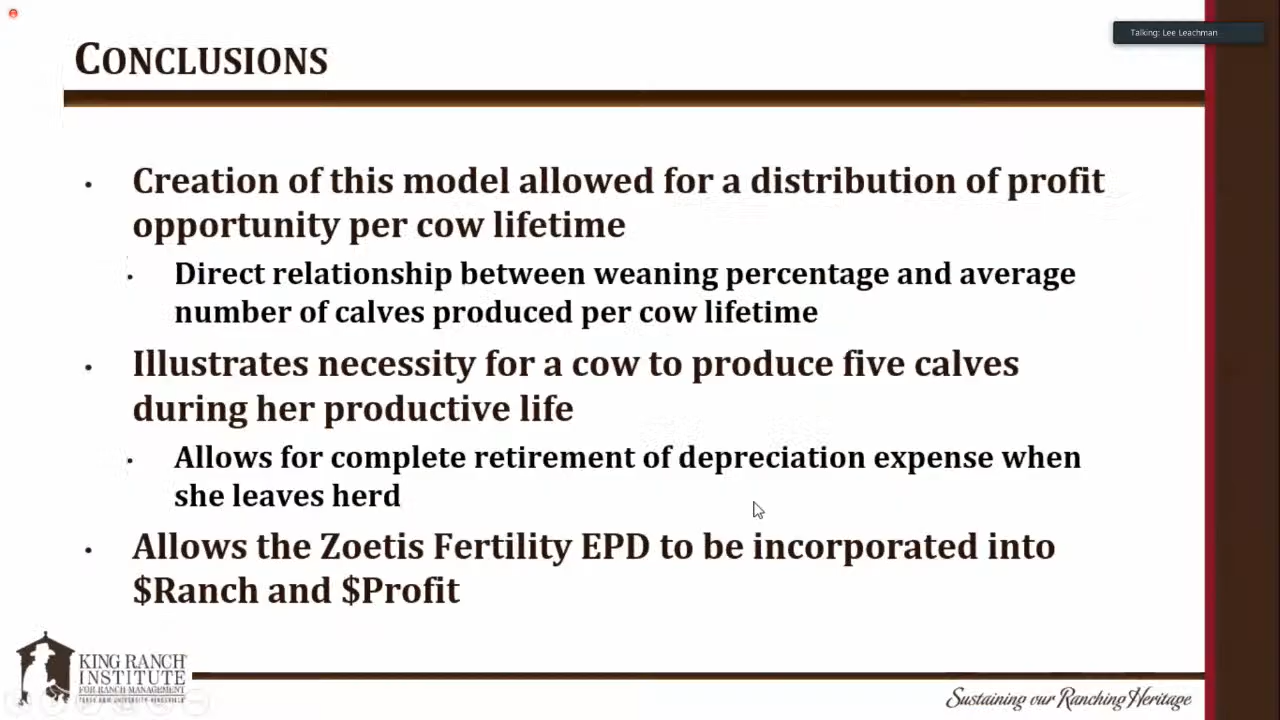 Talking: Lee Leachman
CONCLUSIONS
• Creation of this model allowed for a distribution of profit
opportunity per cow lifetime
• Direct relationship between weaning percentage and average
number of calves produced per cow lifetime
• Illustrates necessity for a cow to produce five calves
during her productive life
• Allows for complete retirement of depreciation expense when
she leaves herd
• Allows the Zoetis Fertility EPD to be incorporated into
$Ranch and $Profit
KING RANCH
INSTITUTE
FOR RANCH MANAGEMENT
TEXAS A&M UNIVERSITY-KINGSVILLE
Sustaining our Ranching Heritage